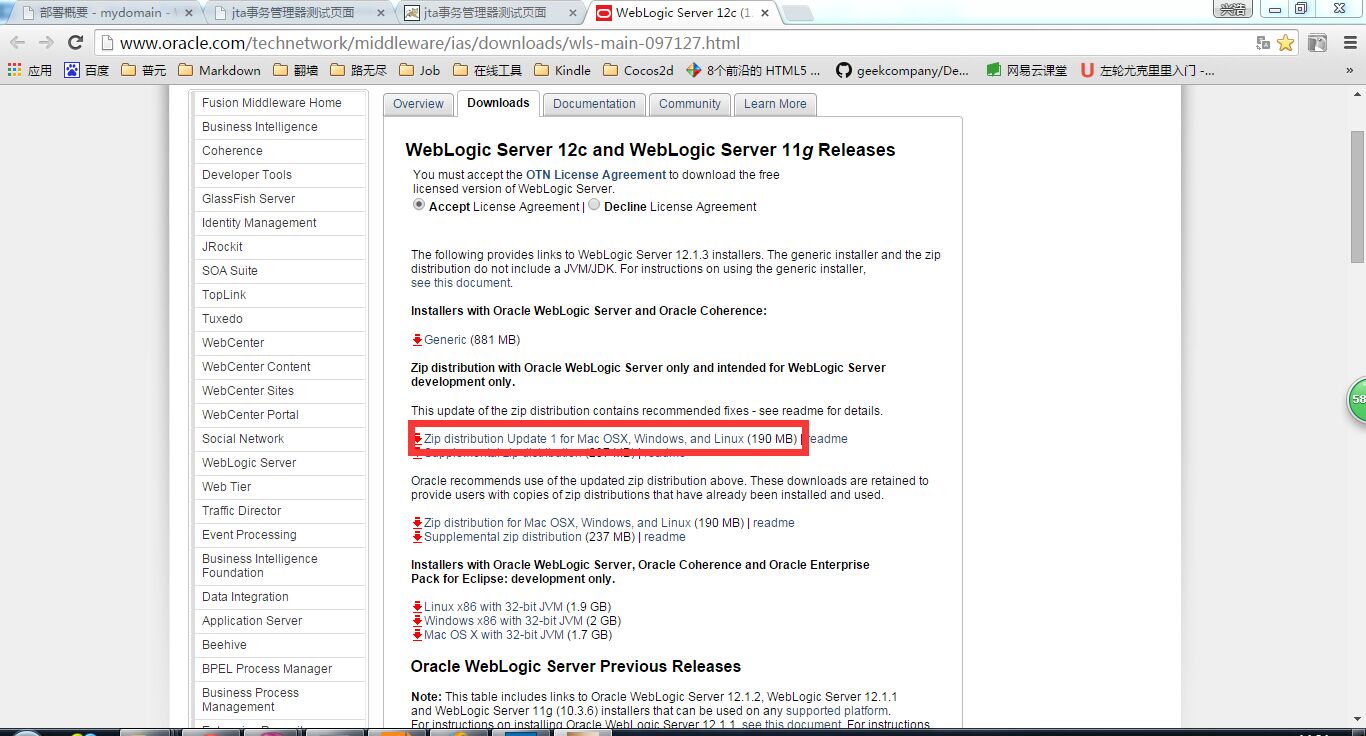 部署概要 - mydomain -
jta事务管理器测试页面
jta事务管理器测试页面
WebLogic Server 12c (1
兴浩
www.oracle.com/technetwork/middleware/ias/downloads/wls-main-097127.html
应用
百度
普元
Markdown
翻墙
路无尽
Job
在线工具
Kindle
Cocos2d
8个前沿的 HTML5 ...
geekcompany/De...
网易云课堂
左轮尤克里里入门 -...
»
Fusion Middleware Home
Business Intelligence
Coherence
Developer Tools
GlassFish Server
Identity Management
JRockit
SOA Suite
TopLink
Tuxedo
WebCenter
WebCenter Content
WebCenter Sites
WebCenter Portal
Social Network
WebLogic Server
Web Tier
Traffic Director
Event Processing
Business Intelligence
Foundation
Data Integration
Application Server
Beehive
BPEL Process Manager
Business Process
Management
Overview
Downloads
Documentation
Community
Learn More
WebLogic Server 12c and WebLogic Server 11g Releases
You must accept the OTN License Agreement to download the free
licensed version of WebLogic Server.
Accept License Agreement | Decline License Agreement
The following provides links to WebLogic Server 12.1.3 installers. The generic installer and the zip
distribution do not include a JVM/JDK. For instructions on using the generic installer,
see this document.
Installers with Oracle WebLogic Server and Oracle Coherence:
Generic (881 MB)
Zip distribution with Oracle WebLogic Server only and intended for WebLogic Server
development only.
This update of the zip distribution contains recommended fixes - see readme for details.
Zip distribution Update 1 for Mac OSX, Windows, and Linux (190 MB) | readme
Supplemental zip distribution (237 MB) | readme
Oracle recommends use of the updated zip distribution above. These downloads are retained to
provide users with copies of zip distributions that have already been installed and used.
Zip distribution for Mac OSX, Windows, and Linux (190 MB) | readme
Supplemental zip distribution (237 MB) | readme
Installers with Oracle WebLogic Server, Oracle Coherence and Oracle Enterprise
Pack for Eclipse: development only.
Linux x86 with 32-bit JVM (1.9 GB)
Windows x86 with 32-bit JVM (2 GB)
Mac OS X with 32-bit JVM (1.7 GB)
Oracle WebLogic Server Previous Releases
Note: This table includes links to Oracle WebLogic Server 12.1.2, WebLogic Server 12.1.1
and WebLogic Server 11g (10.3.6) installers that can be used on any supported platform.
For instructions on installing Oracle WebLogic Server 12.1.1, see this document. For instructions
58